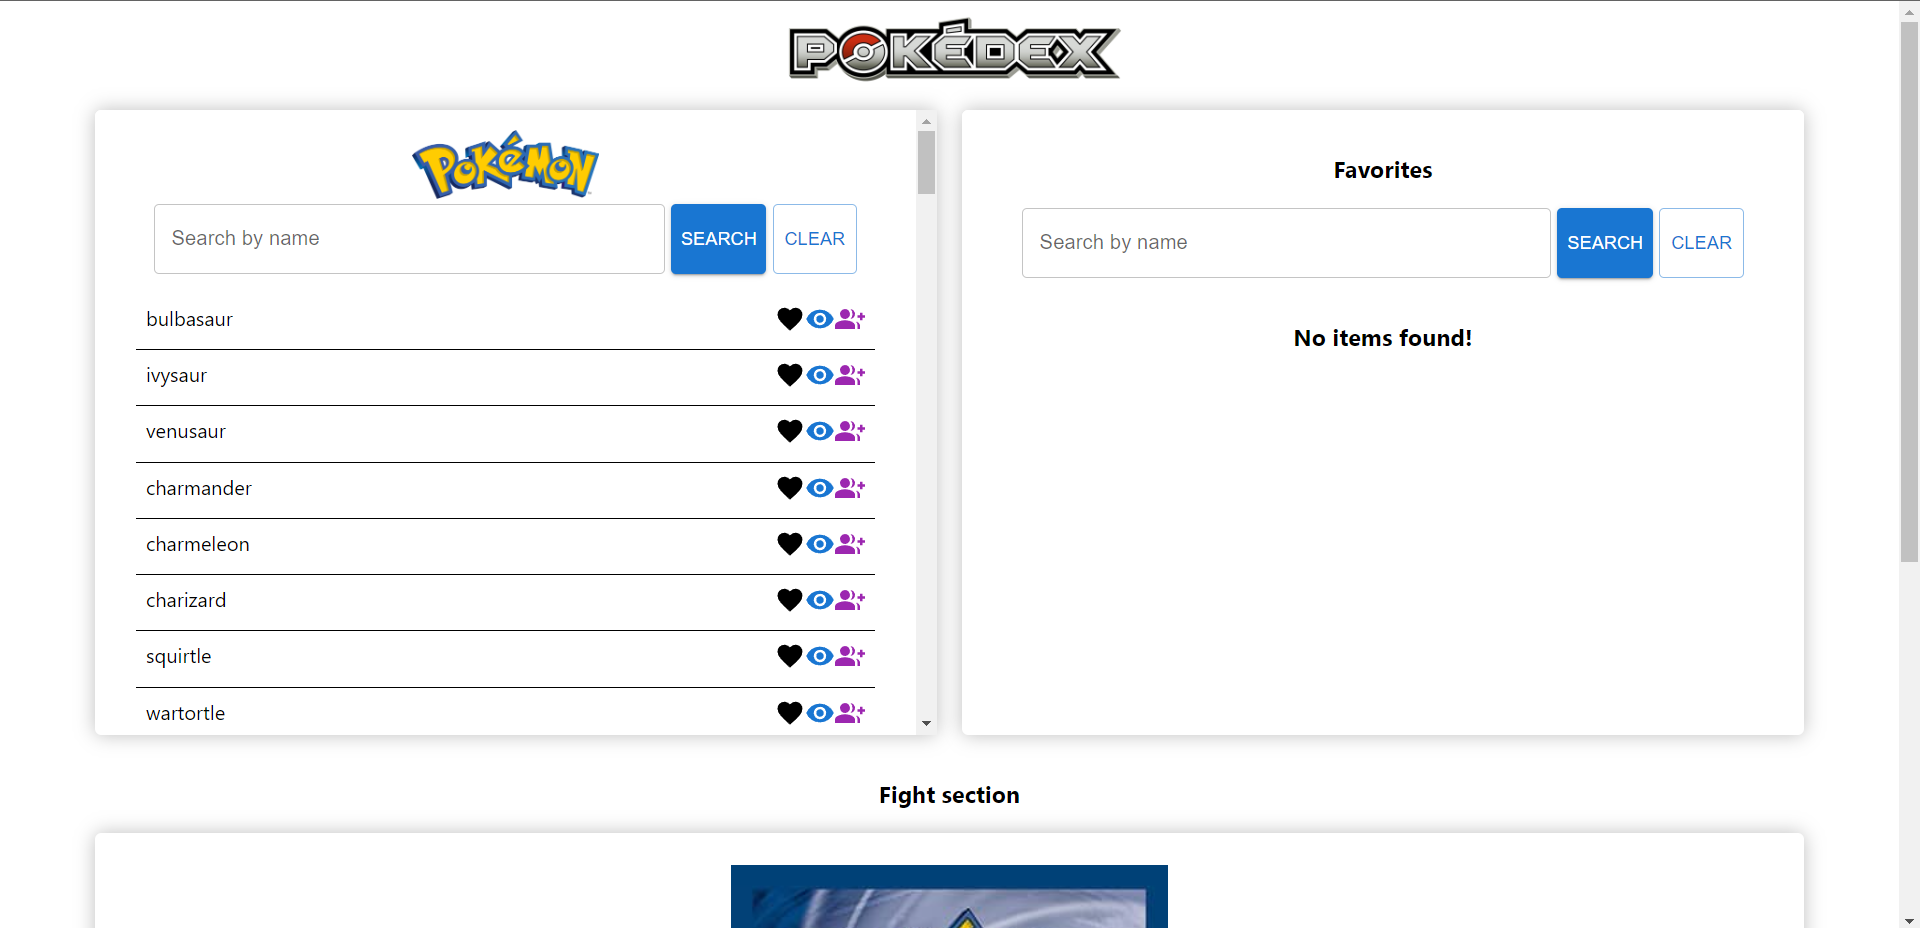 POKÉDEX
Pokémon
Search by name
SEARCH
CLEAR
bulbasaur
ivysaur
venusaur
charmander
charmeleon
charizard
squirtle
wartortle
Favorites
Search by name
SEARCH
CLEAR
No items found!
Fight section